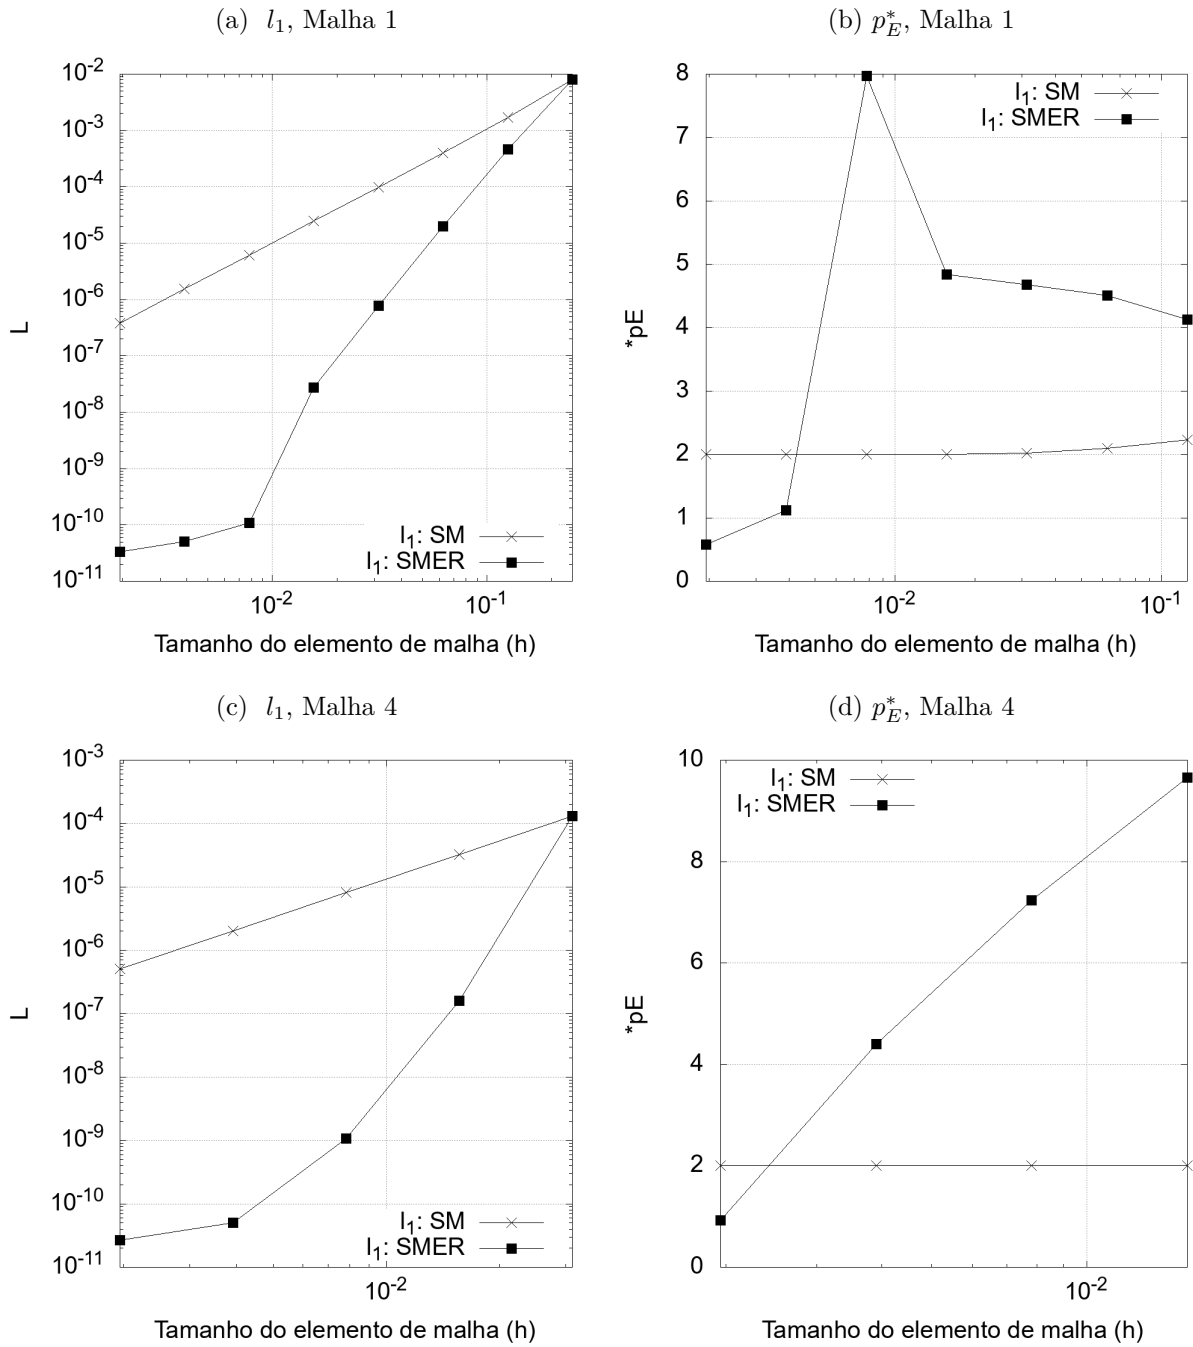 (a) l₁, Malha 1
10⁻²
10⁻³
10⁻⁴
10⁻⁵
10⁻⁶
10⁻⁷
10⁻⁸
10⁻⁹
10⁻¹⁰
10⁻¹¹
L
l₁: SM
l₁: SMER
10⁻² 10⁻¹
Tamanho do elemento de malha (h)
(b) p*_E, Malha 1
8
7
6
5
4
3
2
1
0
*pE
l₁: SM
l₁: SMER
10⁻² 10⁻¹
Tamanho do elemento de malha (h)
(c) l₁, Malha 4
10⁻³
10⁻⁴
10⁻⁵
10⁻⁶
10⁻⁷
10⁻⁸
10⁻⁹
10⁻¹⁰
10⁻¹¹
L
l₁: SM
l₁: SMER
10⁻²
Tamanho do elemento de malha (h)
(d) p*_E, Malha 4
10
8
6
4
2
0
*pE
l₁: SM
l₁: SMER
10⁻²
Tamanho do elemento de malha (h)